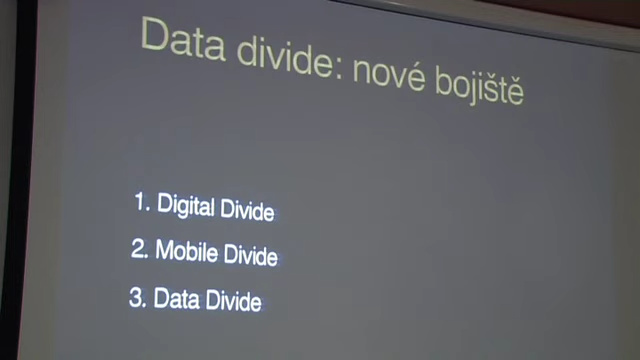 Data divide: nové bojiště
1. Digital Divide
2. Mobile Divide
3. Data Divide